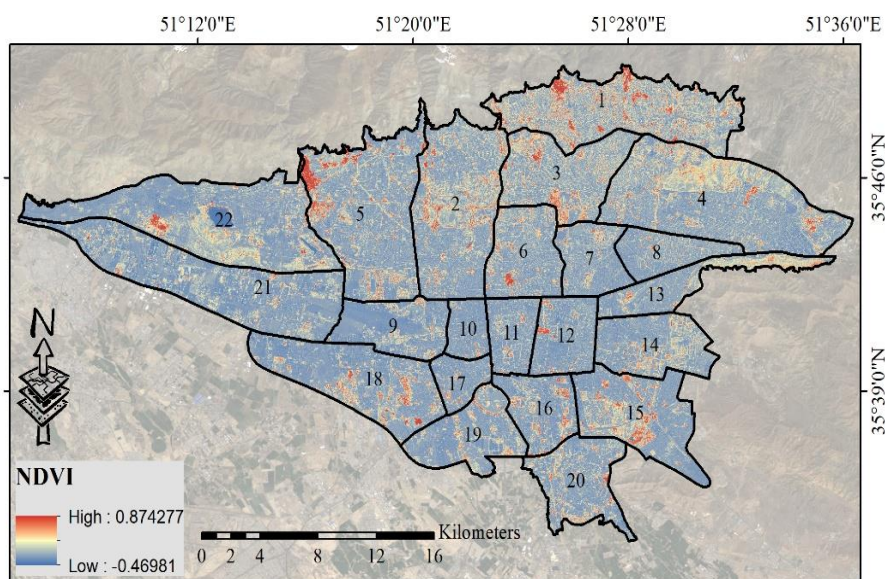 51°12'0"E 51°20'0"E 51°28'0"E 51°36'0"E
1
35°46'0"N
3
4
22
5
2
6
7
8
21
13
9
10
11
12
14
N
18
17
35°39'0"N
16
15
19
20
NDVI
High : 0.874277
Low : -0.46981
Kilometers
0 2 4 8 12 16